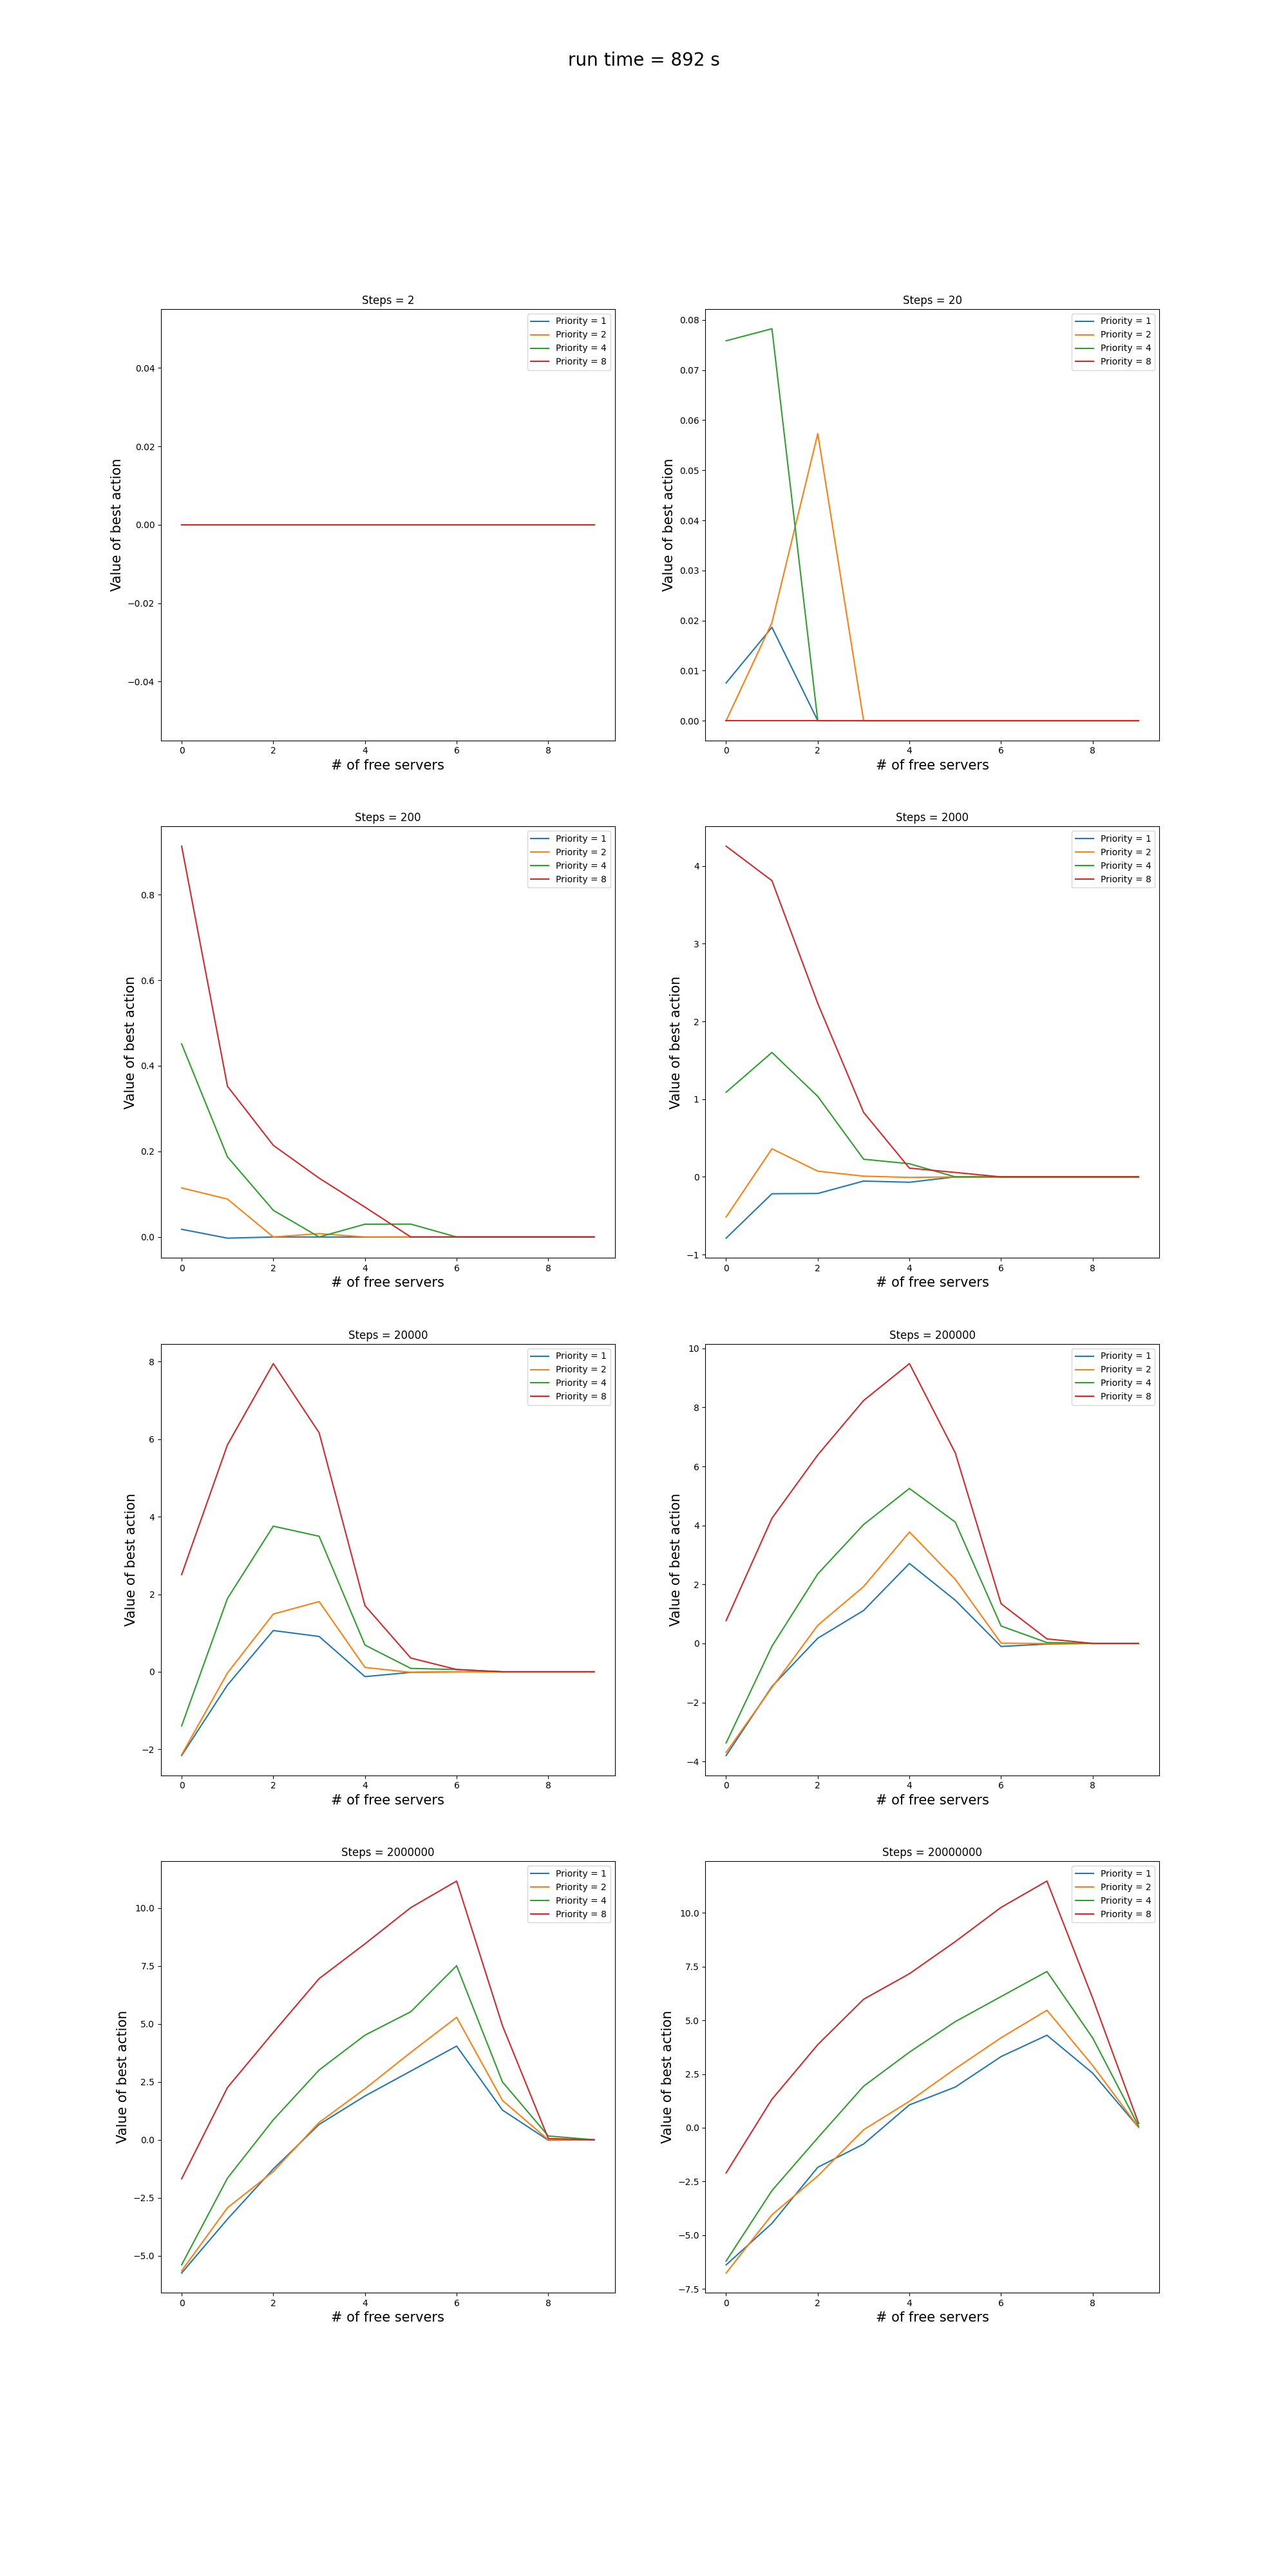 run time = 892 s
Steps = 2
Priority = 1
Priority = 2
Priority = 4
Priority = 8
0.04
0.02
0.00
−0.02
−0.04
Value of best action
0 2 4 6 8
# of free servers
Steps = 20
Priority = 1
Priority = 2
Priority = 4
Priority = 8
0.08
0.07
0.06
0.05
0.04
0.03
0.02
0.01
0.00
Value of best action
0 2 4 6 8
# of free servers
Steps = 200
Priority = 1
Priority = 2
Priority = 4
Priority = 8
0.8
0.6
0.4
0.2
0.0
Value of best action
0 2 4 6 8
# of free servers
Steps = 2000
Priority = 1
Priority = 2
Priority = 4
Priority = 8
4
3
2
1
0
−1
Value of best action
0 2 4 6 8
# of free servers
Steps = 20000
Priority = 1
Priority = 2
Priority = 4
Priority = 8
8
6
4
2
0
−2
Value of best action
0 2 4 6 8
# of free servers
Steps = 200000
Priority = 1
Priority = 2
Priority = 4
Priority = 8
10
8
6
4
2
0
−2
−4
Value of best action
0 2 4 6 8
# of free servers
Steps = 2000000
Priority = 1
Priority = 2
Priority = 4
Priority = 8
10.0
7.5
5.0
2.5
0.0
−2.5
−5.0
Value of best action
0 2 4 6 8
# of free servers
Steps = 20000000
Priority = 1
Priority = 2
Priority = 4
Priority = 8
10.0
7.5
5.0
2.5
0.0
−2.5
−5.0
−7.5
Value of best action
0 2 4 6 8
# of free servers